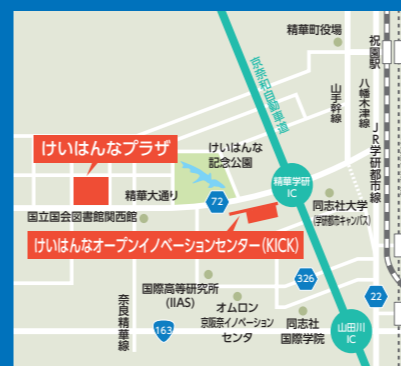 精華町役場
祝園駅
京奈和自動車道
山手幹線
八幡木津線
JR学研都市線
けいはんなプラザ
けいはんな
記念公園
精華大通り
72
精華学研
IC
国立国会図書館関西館
同志社大学
(学研都市キャンパス)
けいはんなオープンイノベーションセンター(KICK)
国際高等研究所
(IIAS)
326
オムロン
京阪奈イノベーション
センタ
22
奈良精華線
163
同志社
国際学院
山田川
IC